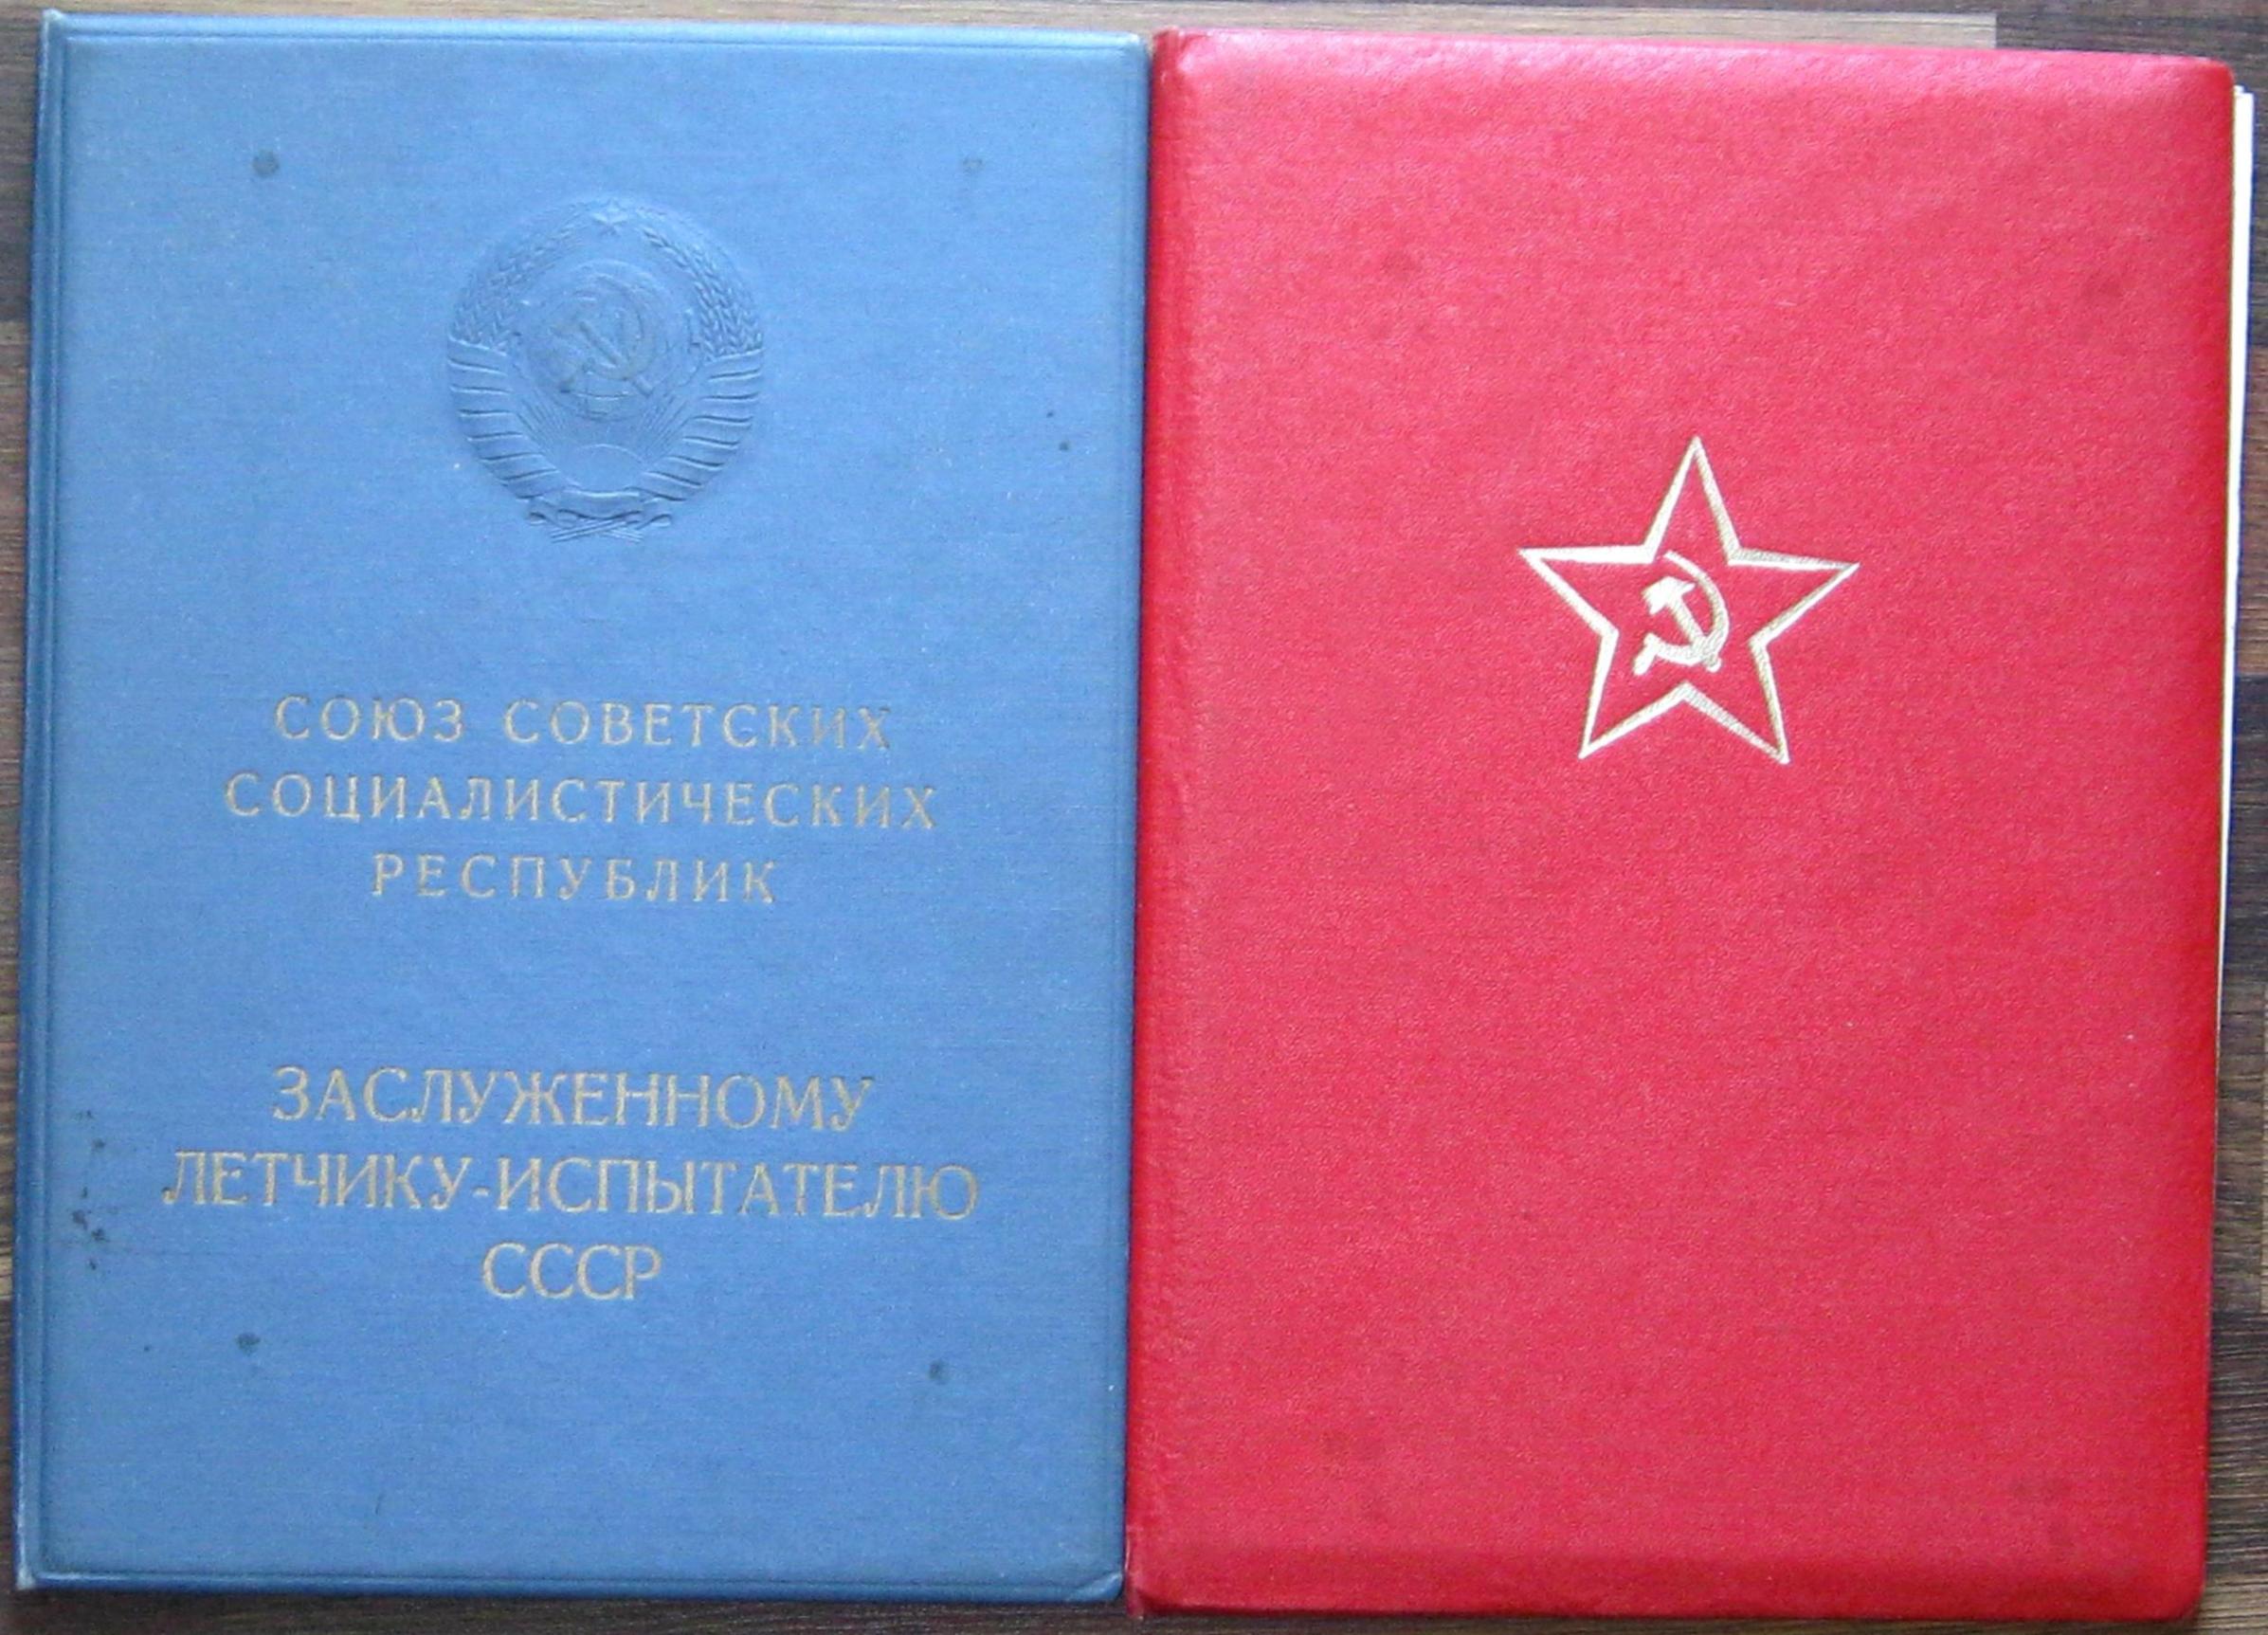 СОЮЗ СОВЕТСКИХ
СОЦИАЛИСТИЧЕСКИХ
РЕСПУБЛИК
ЗАСЛУЖЕННОМУ
ЛЕТЧИКУ-ИСПЫТАТЕЛЮ
СССР